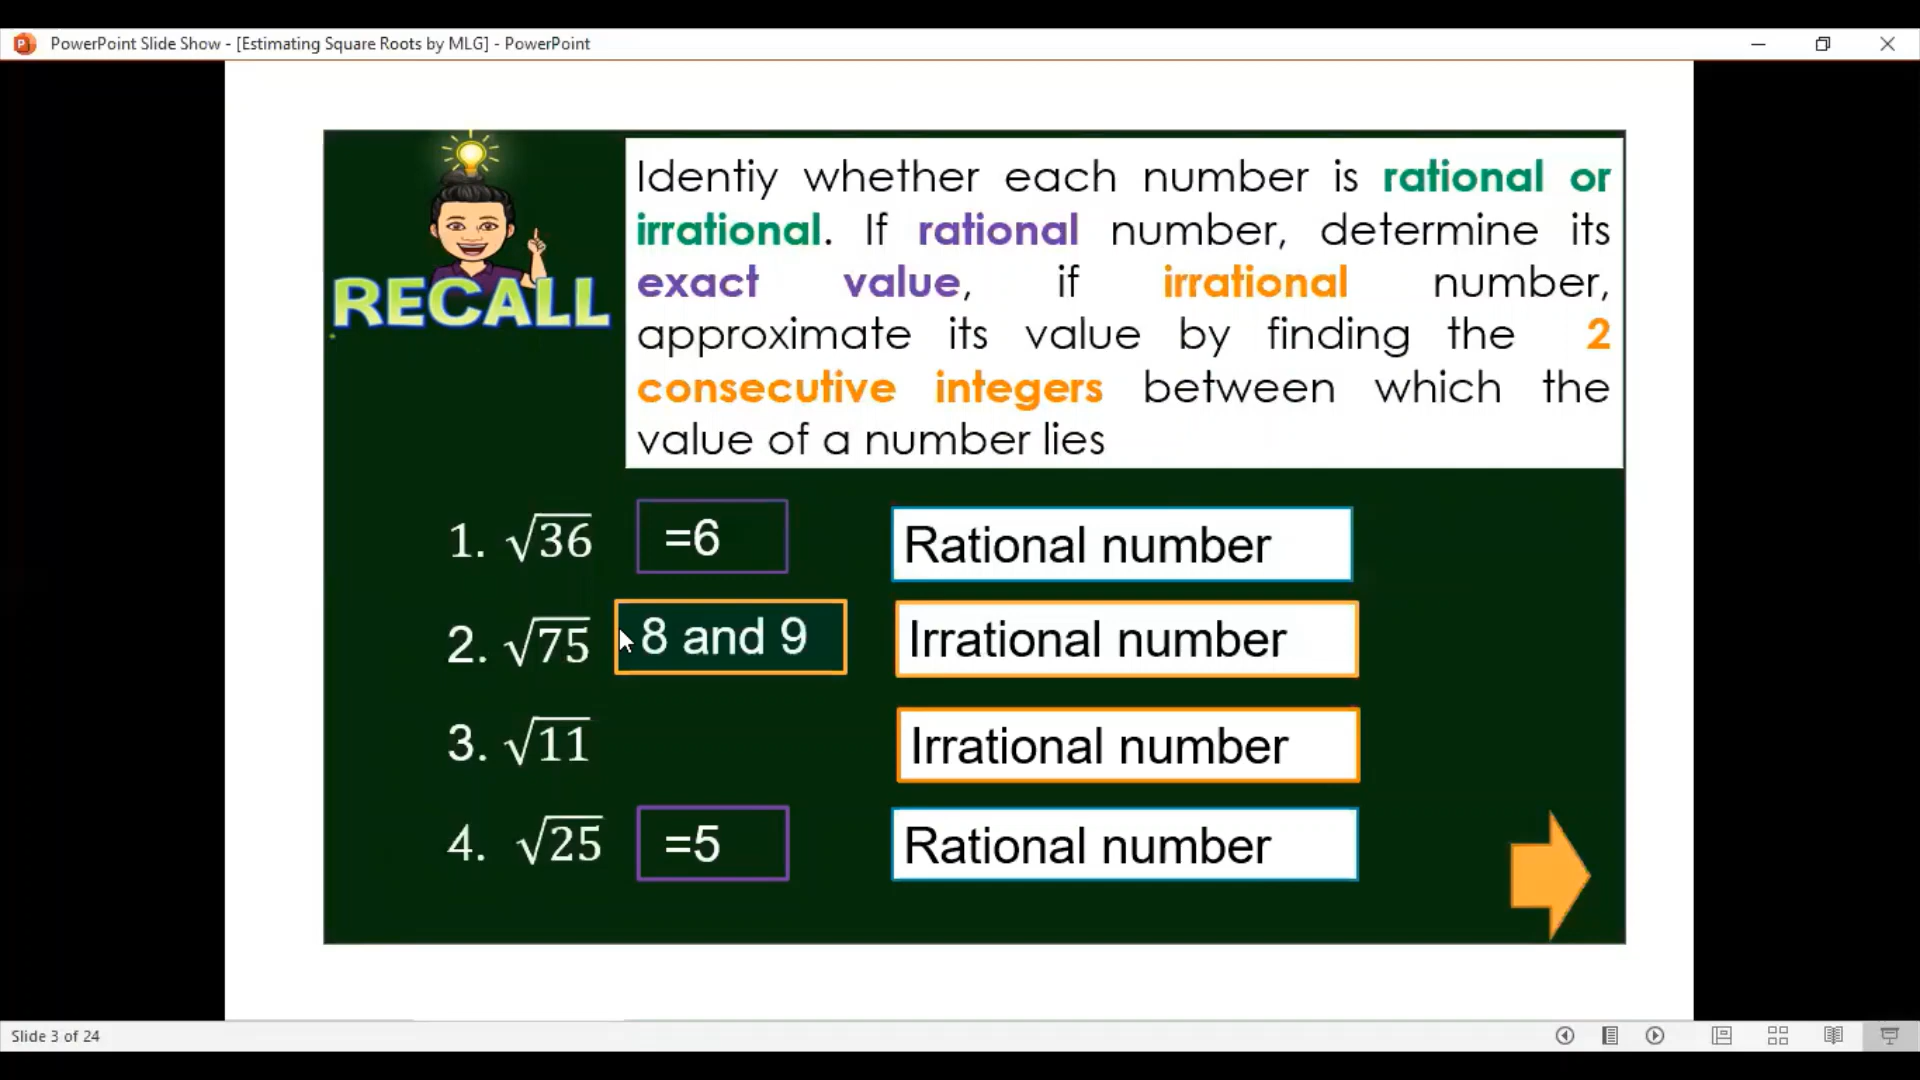 PowerPoint Slide Show - [Estimating Square Roots by MLG] - PowerPoint
RECALL
Identiy whether each number is rational or
irrational. If rational number, determine its
exact value, if irrational number,
approximate its value by finding the 2
consecutive integers between which the
value of a number lies
1. √36 =6 Rational number
2. √75 8 and 9 Irrational number
3. √11 Irrational number
4. √25 =5 Rational number
Slide 3 of 24